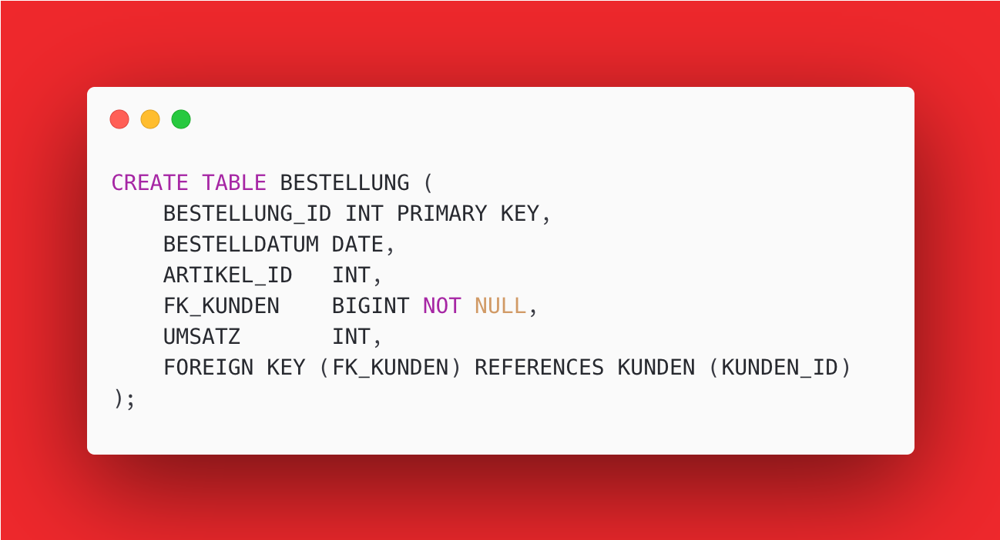 CREATE TABLE BESTELLUNG (
    BESTELLUNG_ID INT PRIMARY KEY,
    BESTELLDATUM DATE,
    ARTIKEL_ID   INT,
    FK_KUNDEN    BIGINT NOT NULL,
    UMSATZ       INT,
    FOREIGN KEY (FK_KUNDEN) REFERENCES KUNDEN (KUNDEN_ID)
);